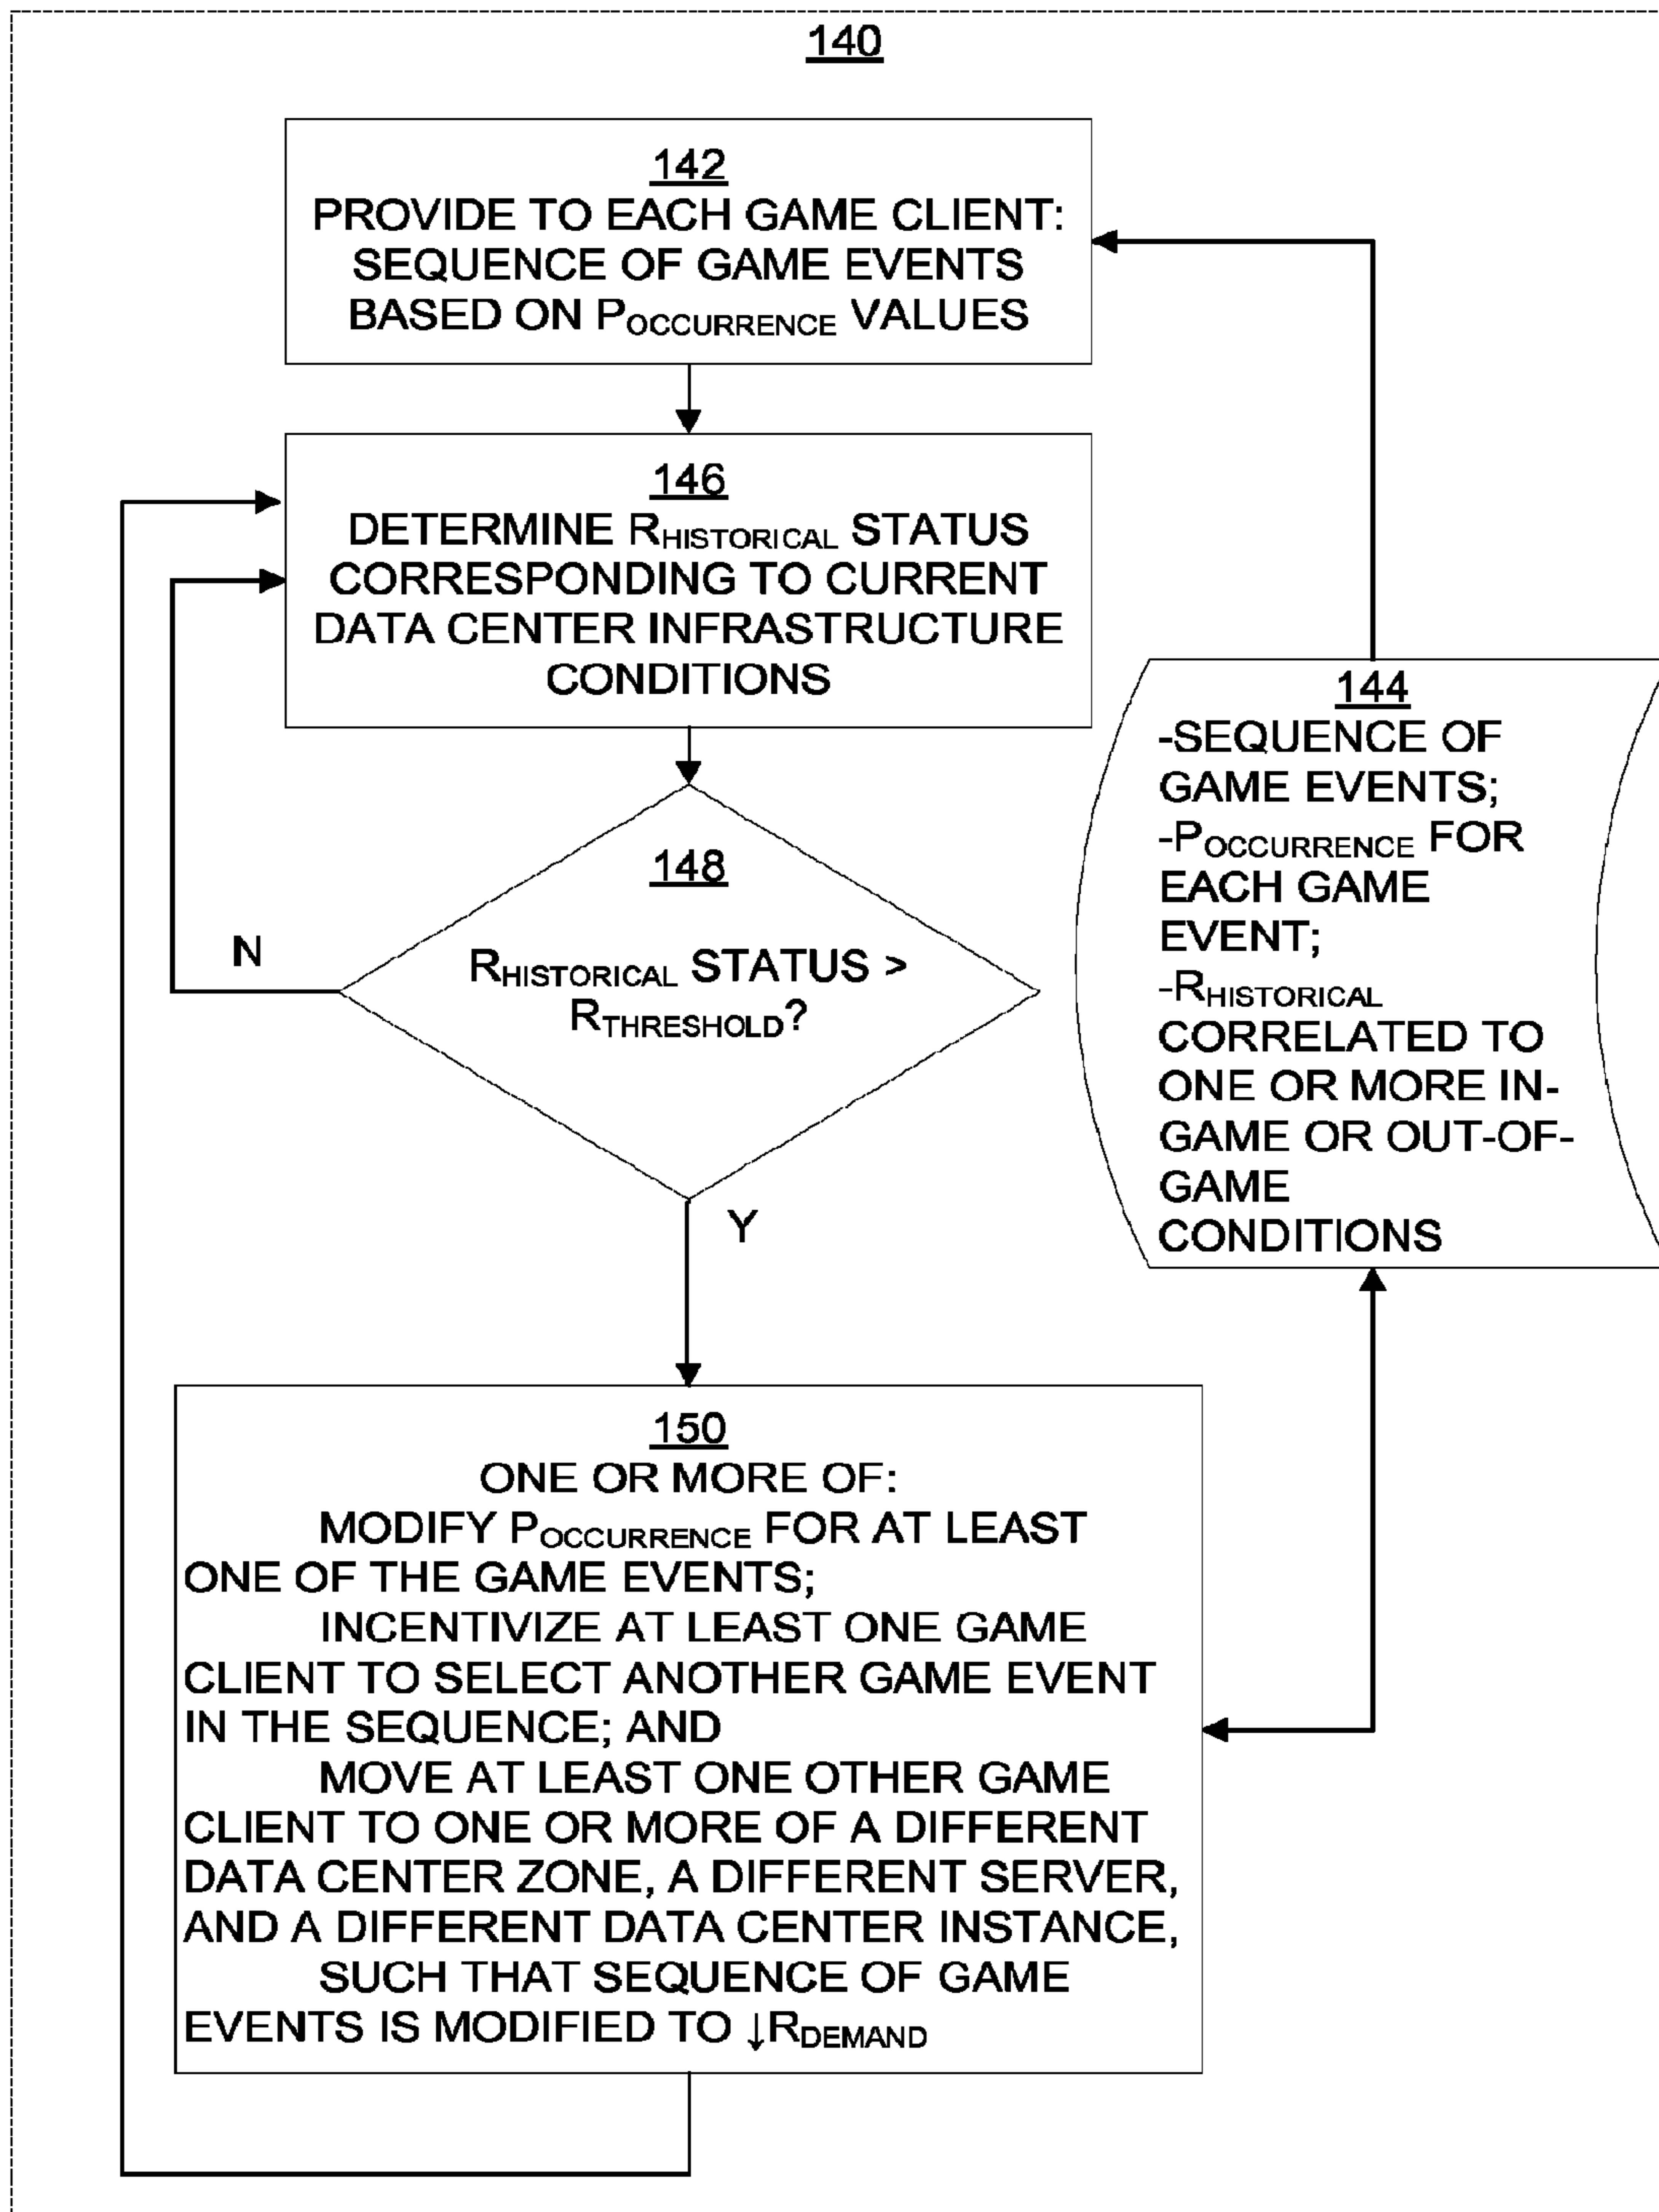 140
142
PROVIDE TO EACH GAME CLIENT:
SEQUENCE OF GAME EVENTS
BASED ON POCCURRENCE VALUES
146
DETERMINE RHISTORICAL STATUS
CORRESPONDING TO CURRENT
DATA CENTER INFRASTRUCTURE
CONDITIONS
144
-SEQUENCE OF
GAME EVENTS;
-POCCURRENCE FOR
EACH GAME
EVENT;
-RHISTORICAL
CORRELATED TO
ONE OR MORE IN-
GAME OR OUT-OF-
GAME
CONDITIONS
148
RHISTORICAL STATUS >
RTHRESHOLD?
N
Y
150
ONE OR MORE OF:
MODIFY POCCURRENCE FOR AT LEAST
ONE OF THE GAME EVENTS;
INCENTIVIZE AT LEAST ONE GAME
CLIENT TO SELECT ANOTHER GAME EVENT
IN THE SEQUENCE; AND
MOVE AT LEAST ONE OTHER GAME
CLIENT TO ONE OR MORE OF A DIFFERENT
DATA CENTER ZONE, A DIFFERENT SERVER,
AND A DIFFERENT DATA CENTER INSTANCE,
SUCH THAT SEQUENCE OF GAME
EVENTS IS MODIFIED TO ↓RDEMAND